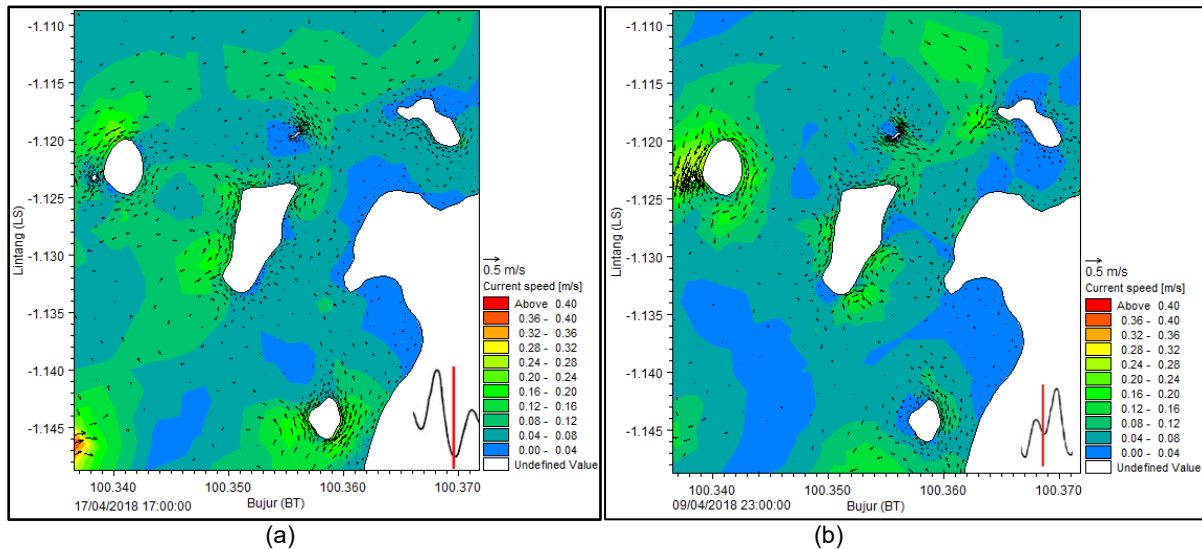 -1.110
-1.115
-1.120
-1.125
-1.130
-1.135
-1.140
-1.145
Lintang (LS)
100.340 100.350 100.360 100.370
17/04/2018 17:00:00 Bujur (BT)
0.5 m/s
Current speed [m/s]
Above 0.40
0.36 - 0.40
0.32 - 0.36
0.28 - 0.32
0.24 - 0.28
0.20 - 0.24
0.16 - 0.20
0.12 - 0.16
0.08 - 0.12
0.04 - 0.08
0.00 - 0.04
Undefined Value
(a)
-1.110
-1.115
-1.120
-1.125
-1.130
-1.135
-1.140
-1.145
Lintang (LS)
100.340 100.350 100.360 100.370
09/04/2018 23:00:00 Bujur (BT)
0.5 m/s
Current speed [m/s]
Above 0.40
0.36 - 0.40
0.32 - 0.36
0.28 - 0.32
0.24 - 0.28
0.20 - 0.24
0.16 - 0.20
0.12 - 0.16
0.08 - 0.12
0.04 - 0.08
0.00 - 0.04
Undefined Value
(b)